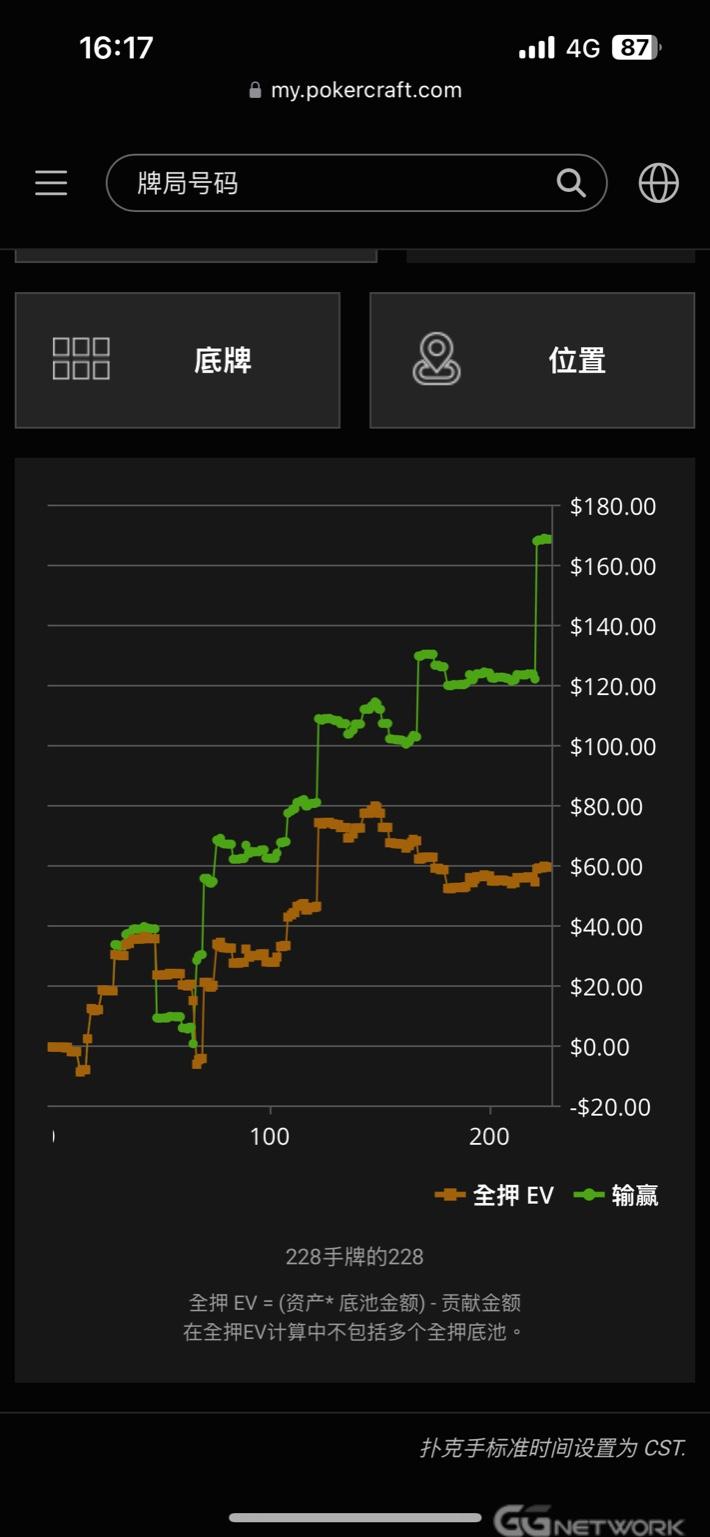 16:17
4G 87
my.pokercraft.com
牌局号码
底牌 位置
$180.00
$160.00
$140.00
$120.00
$100.00
$80.00
$60.00
$40.00
$20.00
$0.00
-$20.00
100 200
全押 EV 输赢
228手牌的228
全押 EV = (资产* 底池金额) - 贡献金额
在全押EV计算中不包括多个全押底池。
扑克手标准时间设置为 CST.
GGNETWORK